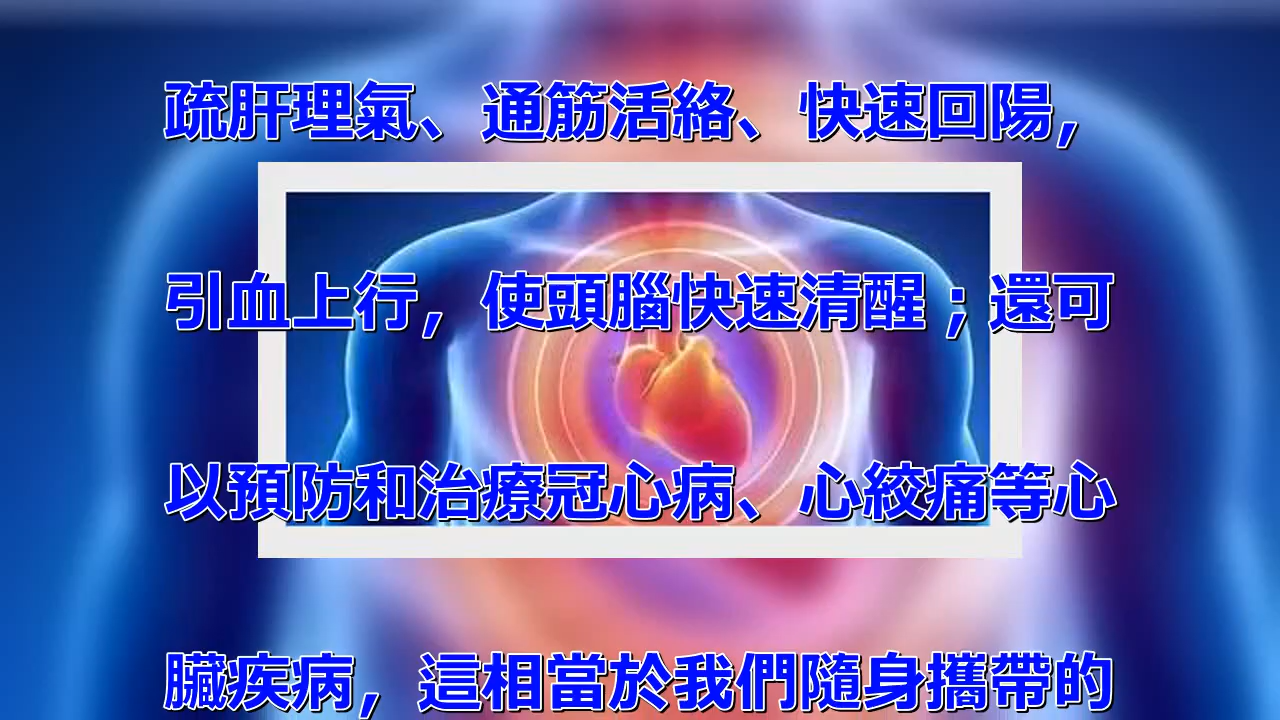 疏肝理氣、通筋活絡、快速回陽，
引血上行，使頭腦快速清醒；還可
以預防和治療冠心病、心絞痛等心
臟疾病，這相當於我們隨身攜帶的